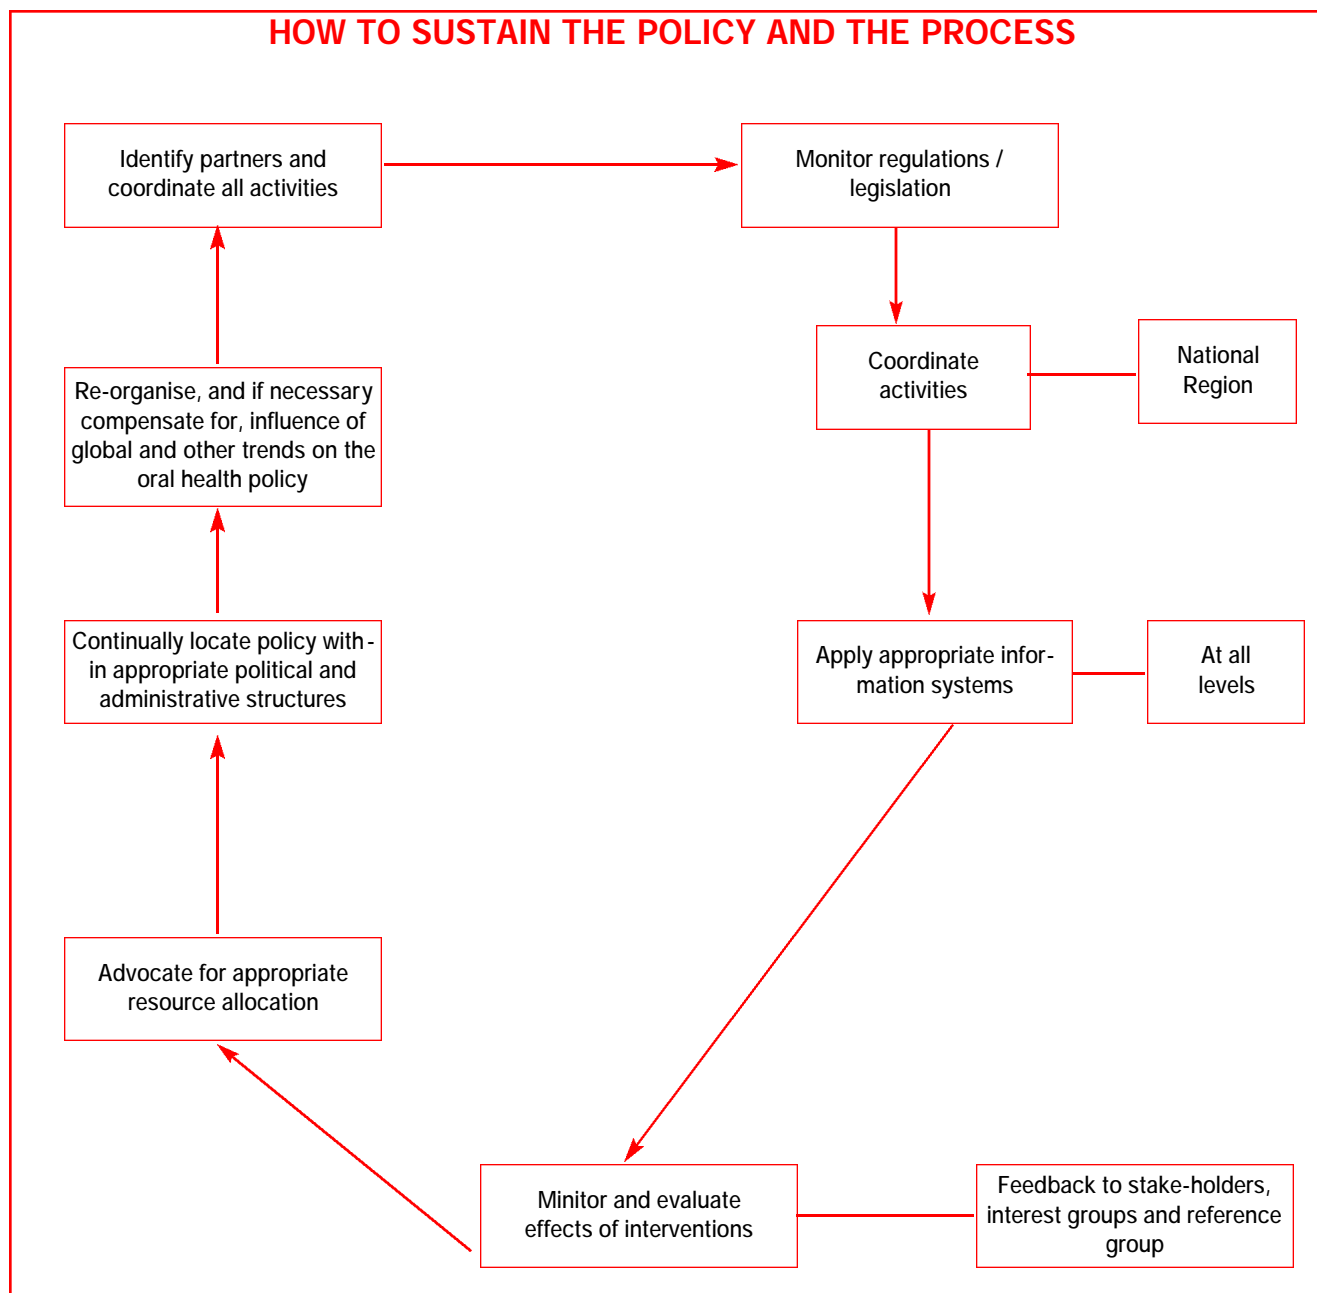 HOW TO SUSTAIN THE POLICY AND THE PROCESS
Identify partners and
coordinate all activities
Monitor regulations /
legislation
Coordinate
activities
National
Region
Re-organise, and if necessary
compensate for, influence of
global and other trends on the
oral health policy
Continually locate policy with-
in appropriate political and
administrative structures
Apply appropriate infor-
mation systems
At all
levels
Advocate for appropriate
resource allocation
Minitor and evaluate
effects of interventions
Feedback to stake-holders,
interest groups and reference
group